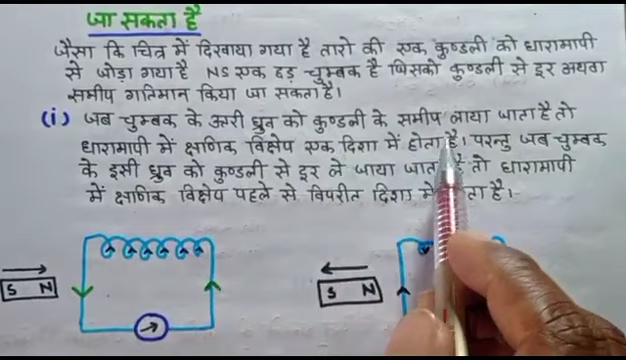 जा सकता है
जैसा कि चित्र में दिखाया गया है तारो की एक कुण्डली को धारामापी
से जोड़ा गया है NS एक दड़ चुम्बक है जिसको कुण्डली से दूर अथवा
समीप गतिमान किया जा सकता है।
(i) जब चुम्बक के उत्तरी ध्रुव को कुण्डली के समीप लाया जाता है तो
धारामापी में क्षणिक विक्षेप एक दिशा में होता है। परन्तु जब चुम्बक
के इसी ध्रुव को कुण्डली से दूर ले जाया जाता है तो धारामापी
में क्षणिक विक्षेप पहले से विपरीत दिशा में होता है।
S N S N